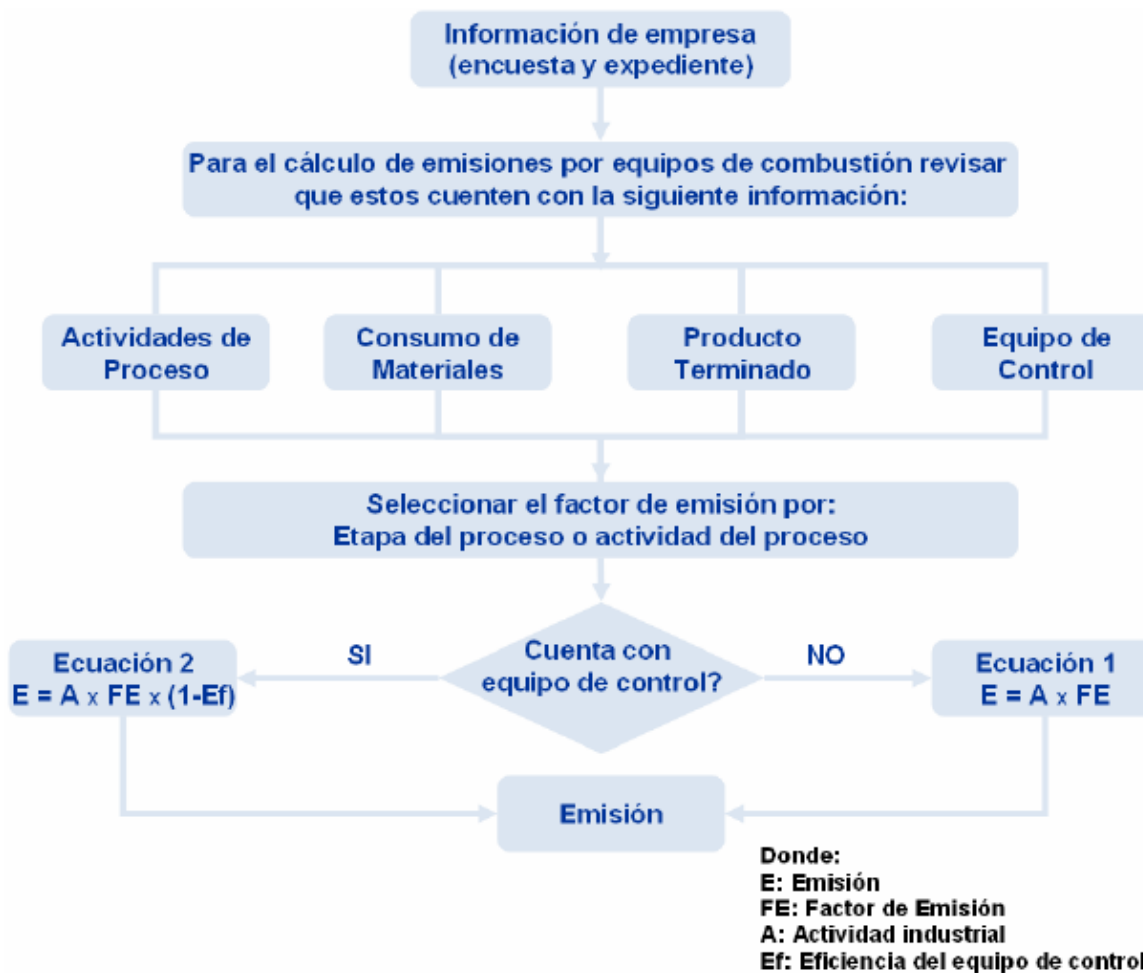 Información de empresa
(encuesta y expediente)
Para el cálculo de emisiones por equipos de combustión revisar
que estos cuenten con la siguiente información:
Actividades de
Proceso
Consumo de
Materiales
Producto
Terminado
Equipo de
Control
Seleccionar el factor de emisión por:
Etapa del proceso o actividad del proceso
Cuenta con
equipo de control?
SI
NO
Ecuación 2
E = A x FE x (1-Ef)
Ecuación 1
E = A x FE
Emisión
Donde:
E: Emisión
FE: Factor de Emisión
A: Actividad industrial
Ef: Eficiencia del equipo de control